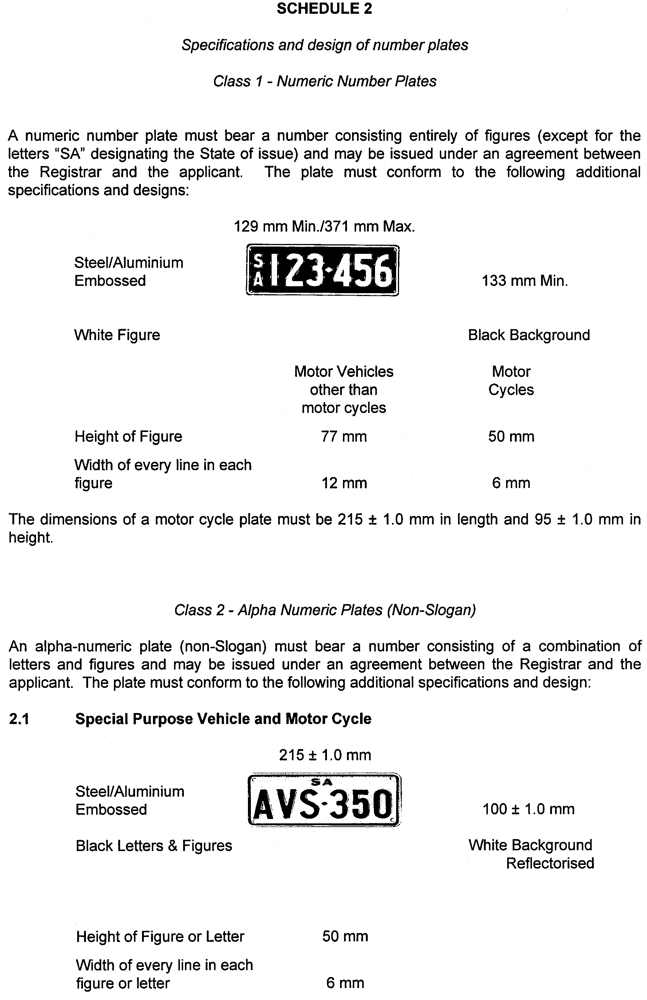 SCHEDULE 2
Specifications and design of number plates
Class 1 - Numeric Number Plates
A numeric number plate must bear a number consisting entirely of figures (except for the
letters “SA” designating the State of issue) and may be issued under an agreement between
the Registrar and the applicant. The plate must conform to the following additional
specifications and designs:
129 mm Min./371 mm Max.
Steel/Aluminium
Embossed
SA 123·456
133 mm Min.
White Figure
Black Background
Motor Vehicles
other than
motor cycles
Motor
Cycles
Height of Figure 77 mm 50 mm
Width of every line in each
figure 12 mm 6 mm
The dimensions of a motor cycle plate must be 215 ± 1.0 mm in length and 95 ± 1.0 mm in
height.
Class 2 - Alpha Numeric Plates (Non-Slogan)
An alpha-numeric plate (non-Slogan) must bear a number consisting of a combination of
letters and figures and may be issued under an agreement between the Registrar and the
applicant. The plate must conform to the following additional specifications and design:
2.1 Special Purpose Vehicle and Motor Cycle
215 ± 1.0 mm
Steel/Aluminium
Embossed
SA
AVS·350
100 ± 1.0 mm
Black Letters & Figures
White Background
Reflectorised
Height of Figure or Letter 50 mm
Width of every line in each
figure or letter 6 mm